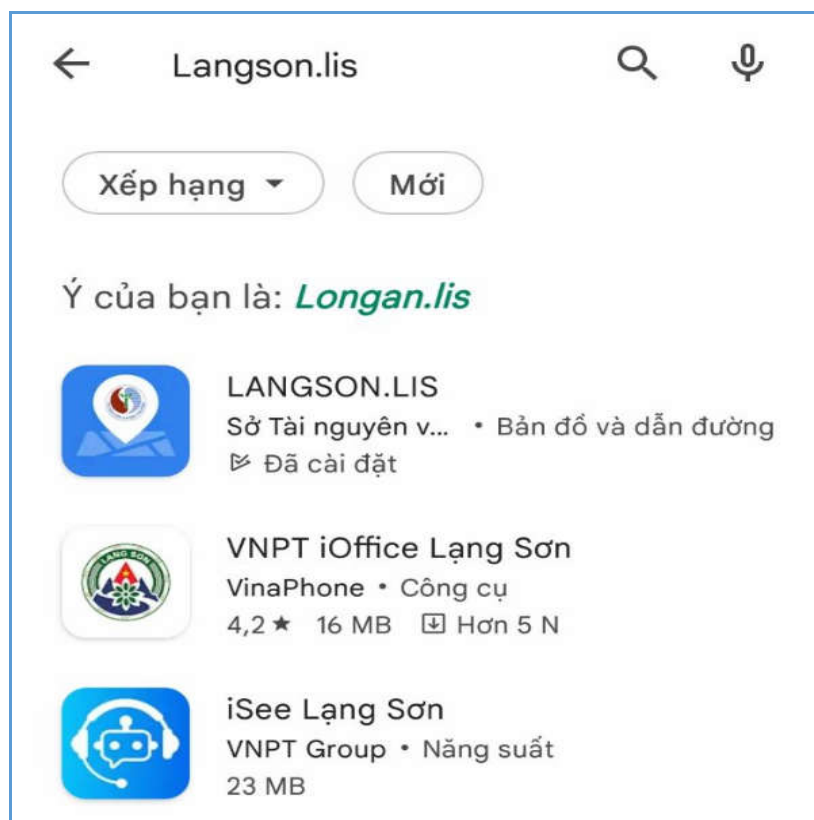 Langson.lis
Xếp hạng Mới
Ý của bạn là: Longan.lis
LANGSON.LIS
Sở Tài nguyên v... • Bản đồ và dẫn đường
Đã cài đặt
LANG SON
VNPT iOffice Lạng Sơn
VinaPhone • Công cụ
4,2 ★ 16 MB Hơn 5 N
iSee Lạng Sơn
VNPT Group • Năng suất
23 MB